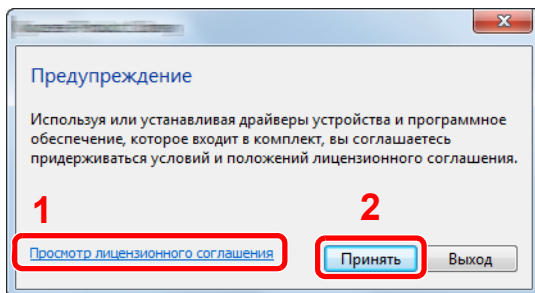 Предупреждение
Используя или устанавливая драйверы устройства и программное
обеспечение, которое входит в комплект, вы соглашаетесь
придерживаться условий и положений лицензионного соглашения.
1
2
Просмотр лицензионного соглашения
Принять
Выход